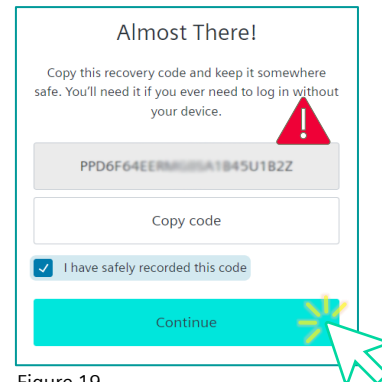 Almost There!
Copy this recovery code and keep it somewhere
safe. You'll need it if you ever need to log in without
your device.
Copy code
I have safely recorded this code
Continue
Figure 19